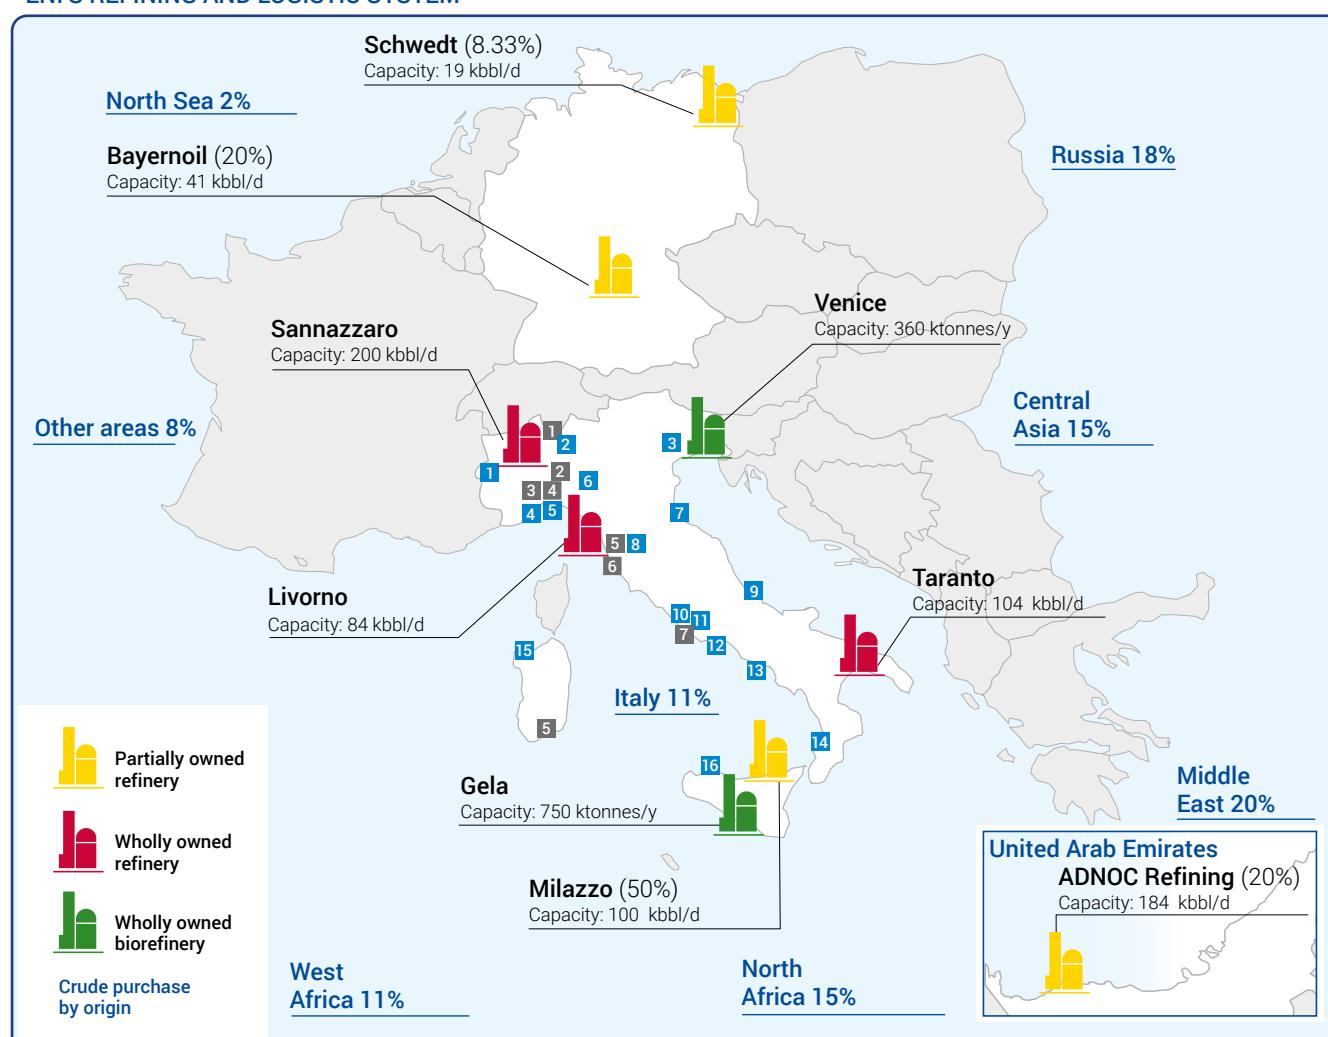 ENI'S REFINING AND LOGISTIC SYSTEM
Schwedt (8.33%)
Capacity: 19 kbbl/d
North Sea 2%
Bayernoil (20%)
Capacity: 41 kbbl/d
Russia 18%
Venice
Capacity: 360 ktonnes/y
Sannazzaro
Capacity: 200 kbbl/d
Central
Asia 15%
Other areas 8%
1
2
3
1
2
6
3
4
4
5
7
5
8
6
Taranto
Capacity: 104 kbbl/d
Livorno
Capacity: 84 kbbl/d
9
10
11
7
12
15
13
Italy 11%
5
14
16
Partially owned
refinery
Wholly owned
refinery
Wholly owned
biorefinery
Crude purchase
by origin
Gela
Capacity: 750 ktonnes/y
Middle
East 20%
Milazzo (50%)
Capacity: 100 kbbl/d
United Arab Emirates
ADNOC Refining (20%)
Capacity: 184 kbbl/d
West
Africa 11%
North
Africa 15%